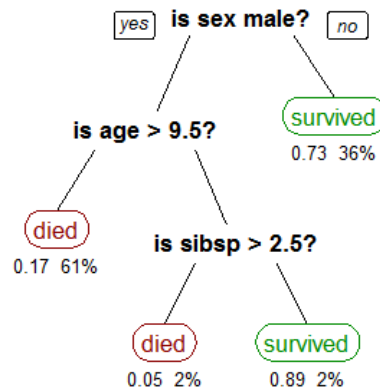 yes is sex male? no
survived
0.73 36%
is age > 9.5?
died
0.17 61%
is sibsp > 2.5?
died survived
0.05 2% 0.89 2%